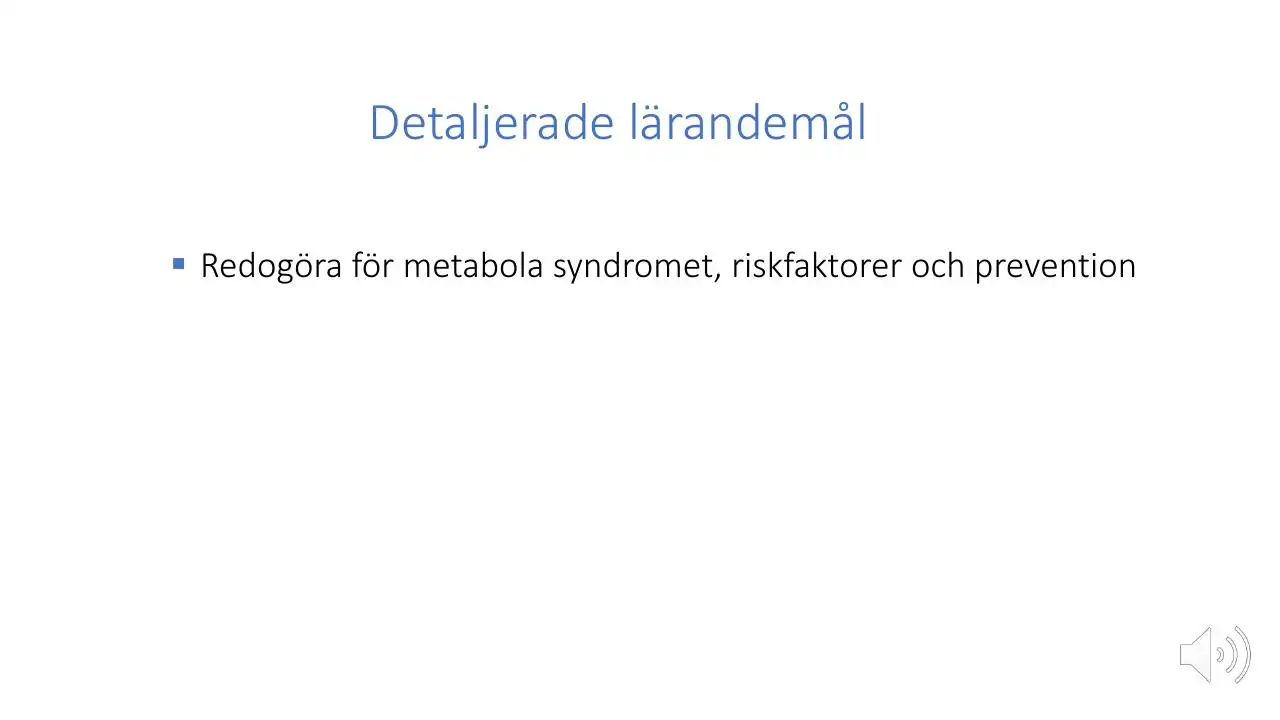 Detaljerade lärandemål
Redogöra för metabola syndromet, riskfaktorer och prevention